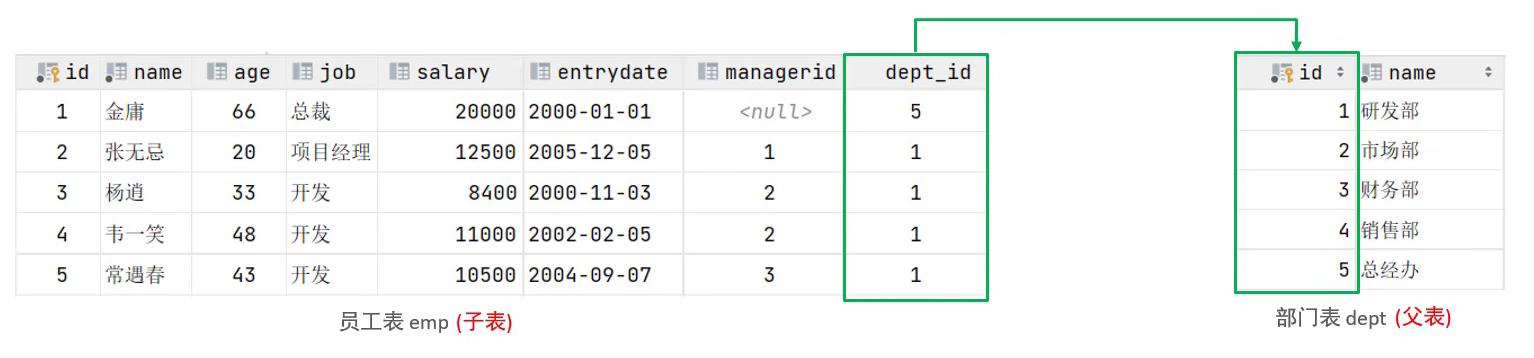 id name age job salary entrydate managerid dept_id
1 金庸 66 总裁 20000 2000-01-01 <null> 5
2 张无忌 20 项目经理 12500 2005-12-05 1 1
3 杨逍 33 开发 8400 2000-11-03 2 1
4 韦一笑 48 开发 11000 2002-02-05 2 1
5 常遇春 43 开发 10500 2004-09-07 3 1
员工表 emp (子表)
id name
1 研发部
2 市场部
3 财务部
4 销售部
5 总经办
部门表 dept (父表)